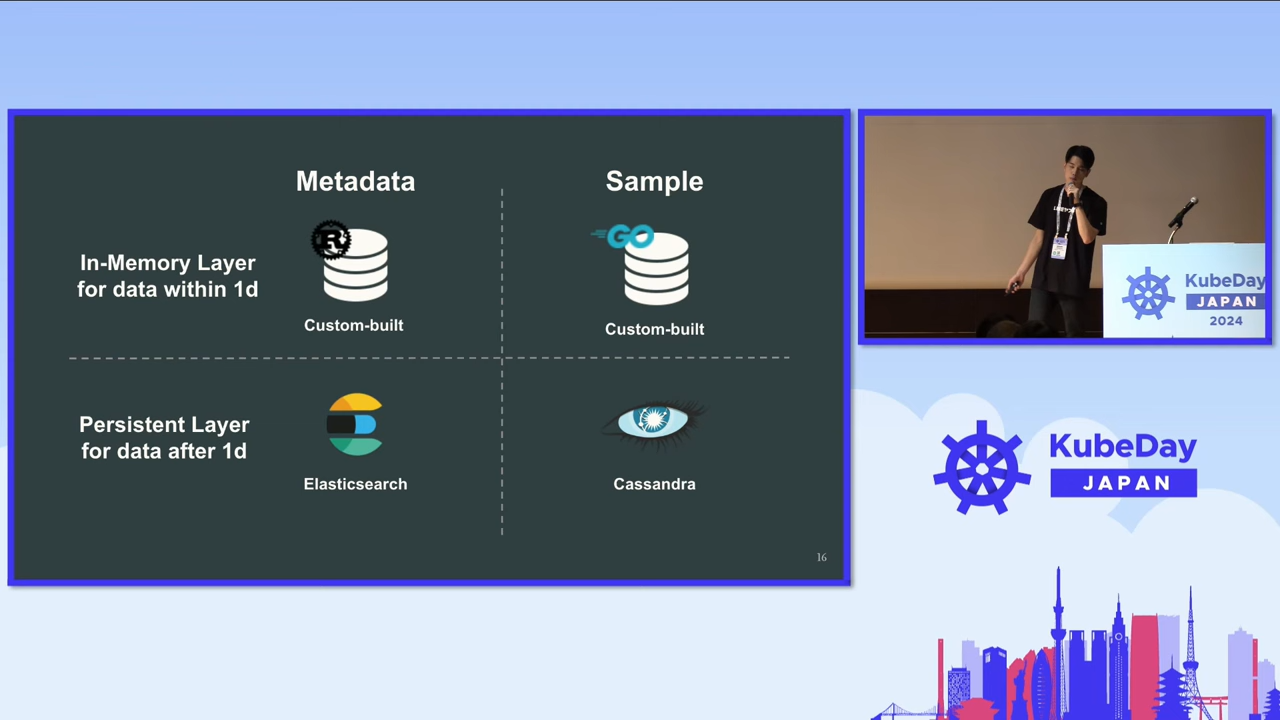 Metadata
Sample
R
GO
In-Memory Layer
for data within 1d
Custom-built
Custom-built
Persistent Layer
for data after 1d
Elasticsearch
Cassandra
16
KubeDay
JAPAN
2024
KubeDay
JAPAN